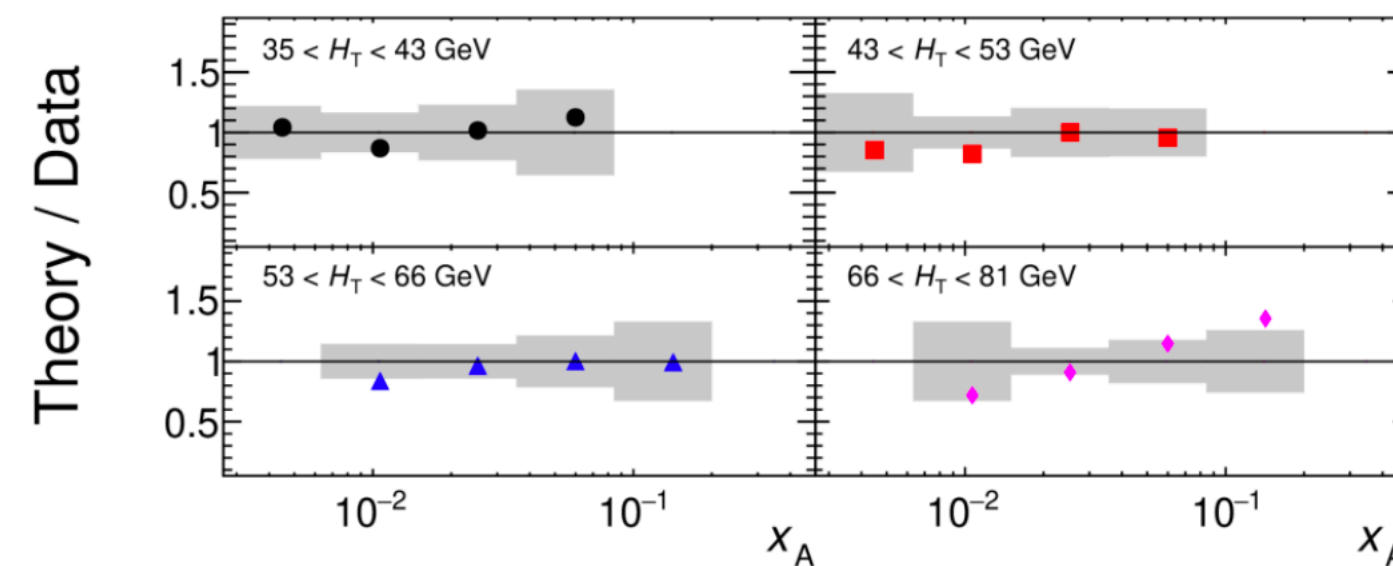 Theory / Data
35 < H_T < 43 GeV
43 < H_T < 53 GeV
1.5
1
0.5
53 < H_T < 66 GeV
66 < H_T < 81 GeV
1.5
1
0.5
10⁻² 10⁻¹ 10⁻² 10⁻¹
x_A x_A